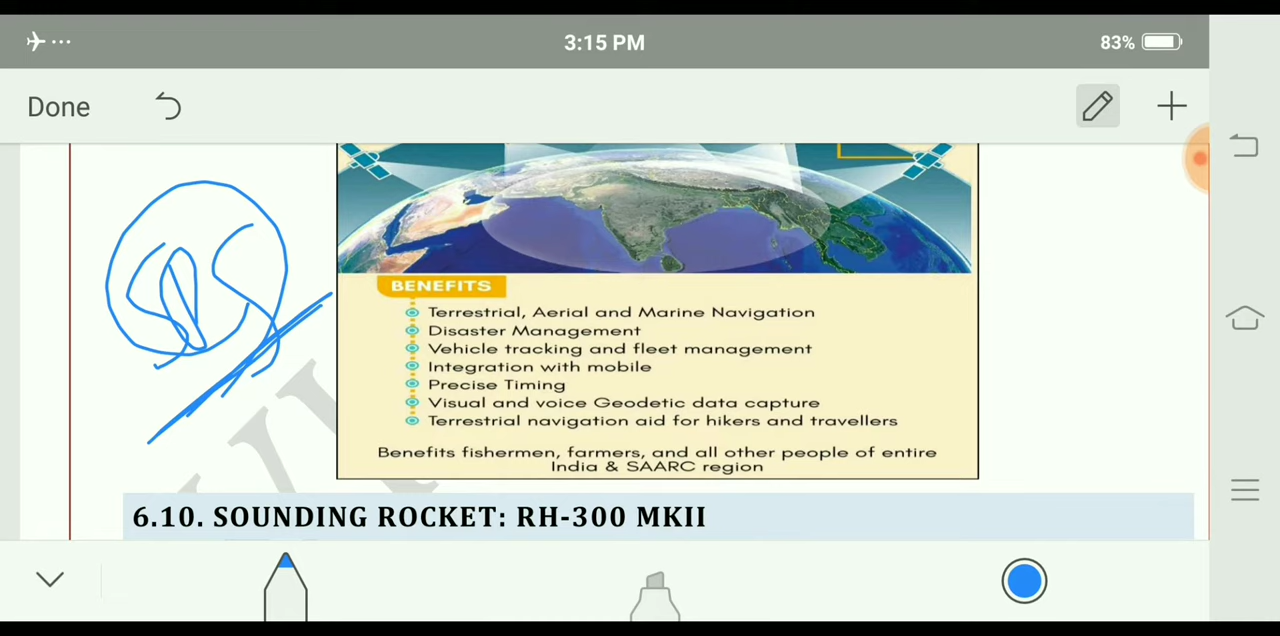 3:15 PM
83%
Done
BENEFITS
Terrestrial, Aerial and Marine Navigation
Disaster Management
Vehicle tracking and fleet management
Integration with mobile
Precise Timing
Visual and voice Geodetic data capture
Terrestrial navigation aid for hikers and travellers
Benefits fishermen, farmers, and all other people of entire
India & SAARC region
6.10. SOUNDING ROCKET: RH-300 MKII